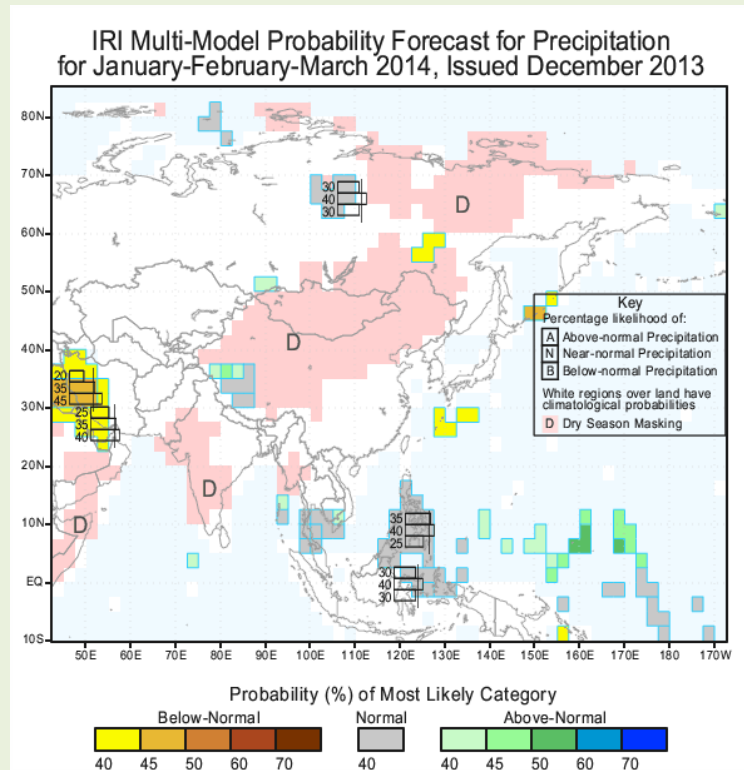 IRI Multi-Model Probability Forecast for Precipitation
for January-February-March 2014, Issued December 2013
80N
70N
30
40
30
D
60N
50N
Key
Percentage likelihood of:
A Above-normal Precipitation
N Near-normal Precipitation
B Below-normal Precipitation
White regions over land have
climatological probabilities
D Dry Season Masking
40N
D
20
35
45
30N
25
35
40
20N
D
D
10N
35
40
25
EQ
30
40
30
10S
50E 60E 70E 80E 90E 100E 110E 120E 130E 140E 150E 160E 170E 180 170W
Probability (%) of Most Likely Category
Below-Normal Normal Above-Normal
40 45 50 60 70 40 40 45 50 60 70